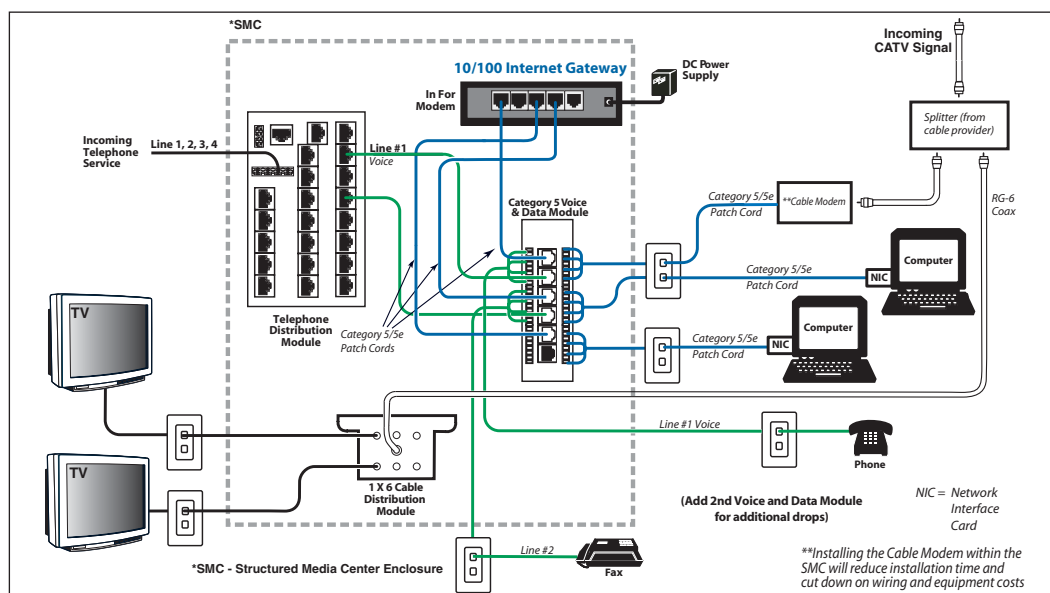 *SMC
Incoming
CATV Signal
10/100 Internet Gateway
DC Power
Supply
In For
Modem
Splitter (from
cable provider)
Incoming
Telephone
Service
Line 1, 2, 3, 4
Line #1
Voice
Category 5 Voice
& Data Module
Category 5/5e
Patch Cord
**Cable Modem
RG-6
Coax
Category 5/5e
Patch Cord
NIC
Computer
Telephone
Distribution
Module
Category 5/5e
Patch Cords
Category 5/5e
Patch Cord
NIC
Computer
TV
TV
1 X 6 Cable
Distribution
Module
Line #1 Voice
Phone
(Add 2nd Voice and Data Module
for additional drops)
NIC = Network
Interface
Card
*SMC - Structured Media Center Enclosure
Line #2
Fax
**Installing the Cable Modem within the
SMC will reduce installation time and
cut down on wiring and equipment costs